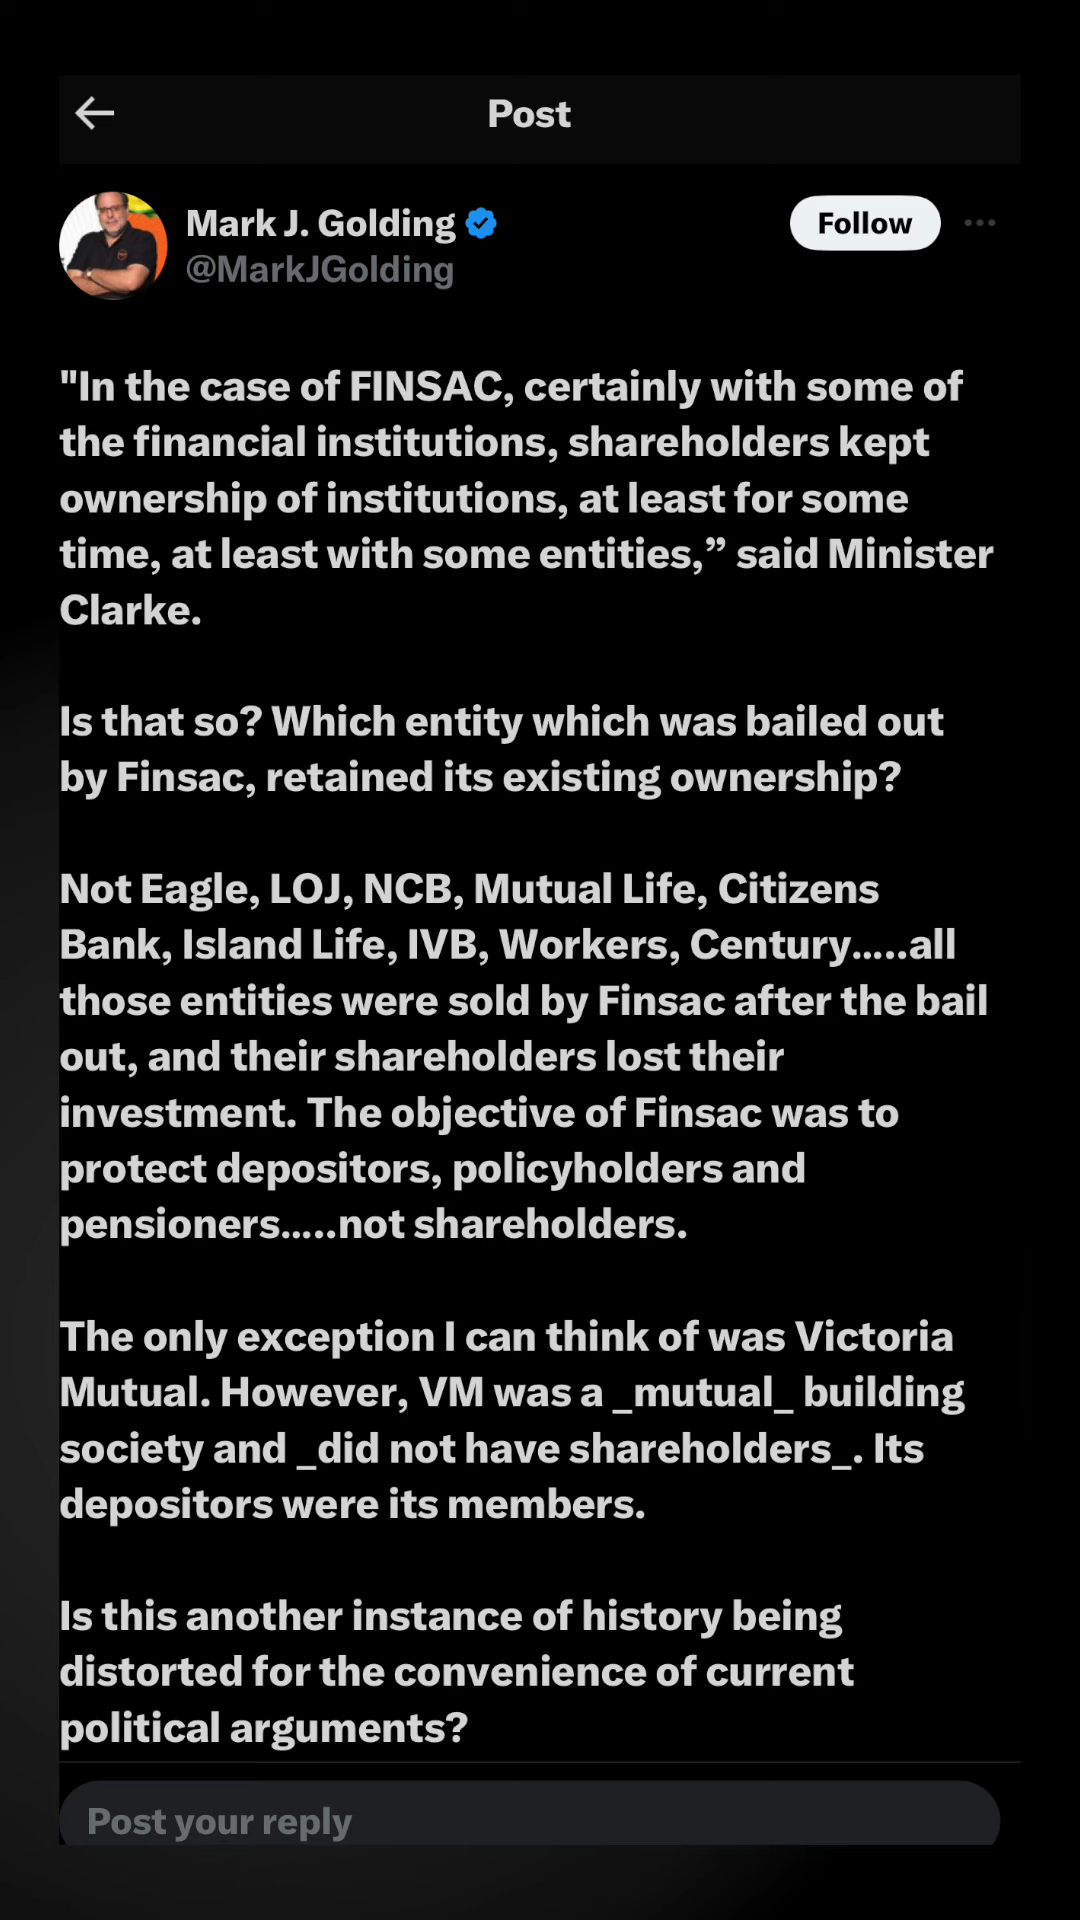 Post
Mark J. Golding
Follow
@MarkJGolding
"In the case of FINSAC, certainly with some of
the financial institutions, shareholders kept
ownership of institutions, at least for some
time, at least with some entities,” said Minister
Clarke.
Is that so? Which entity which was bailed out
by Finsac, retained its existing ownership?
Not Eagle, LOJ, NCB, Mutual Life, Citizens
Bank, Island Life, IVB, Workers, Century.....all
those entities were sold by Finsac after the bail
out, and their shareholders lost their
investment. The objective of Finsac was to
protect depositors, policyholders and
pensioners.....not shareholders.
The only exception I can think of was Victoria
Mutual. However, VM was a _mutual_ building
society and _did not have shareholders_. Its
depositors were its members.
Is this another instance of history being
distorted for the convenience of current
political arguments?
Post your reply